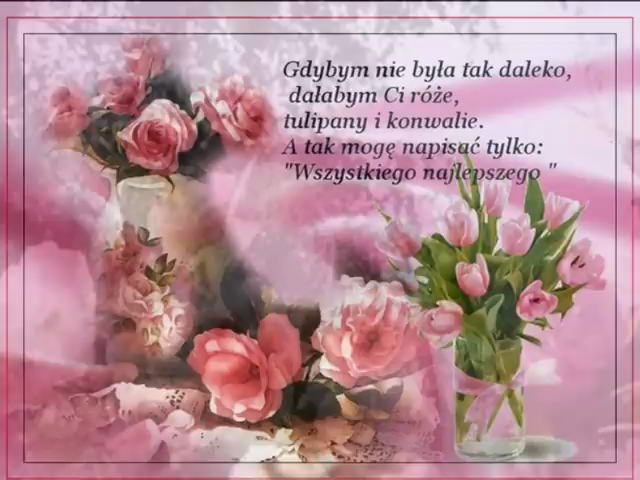 Gdybym nie była tak daleko,
dałabym Ci róże,
tulipany i konwalie.
A tak mogę napisać tylko:
"Wszystkiego najlepszego "